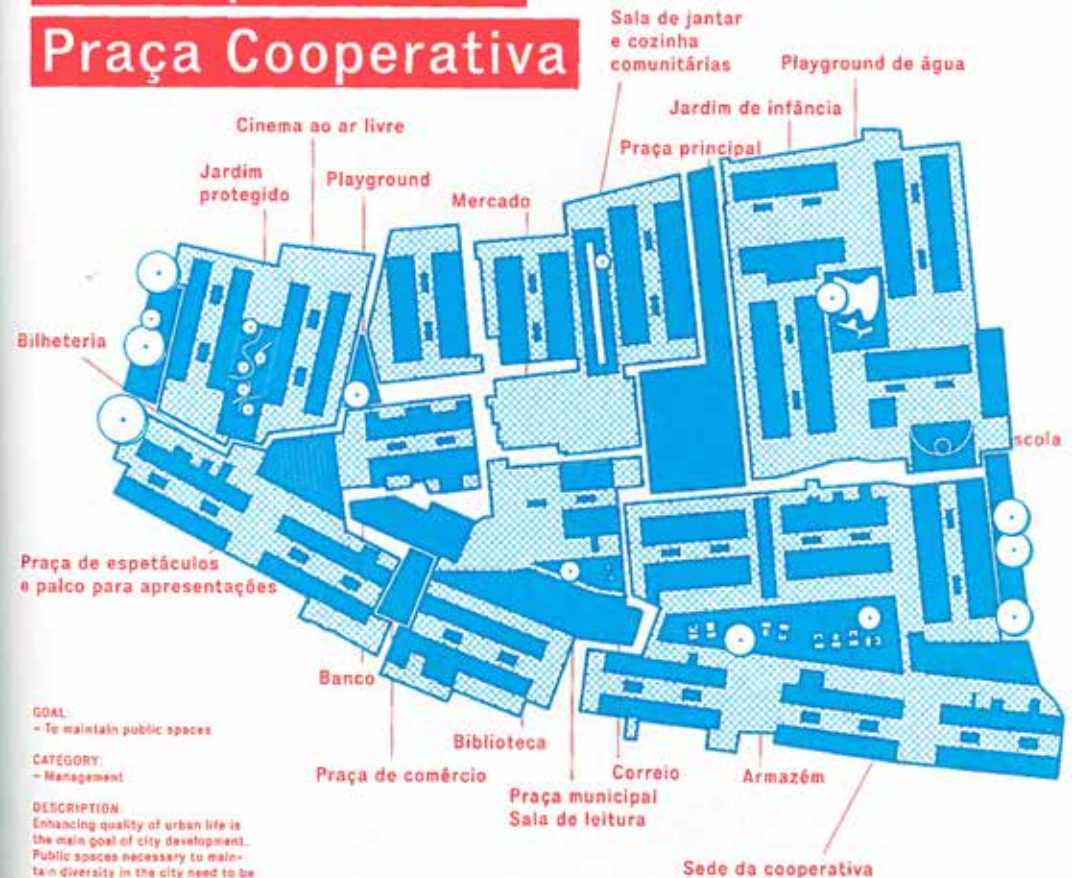 Praça Cooperativa
Sala de jantar
e cozinha
comunitárias
Playground de água
Jardim de infância
Cinema ao ar livre
Praça principal
Jardim
protegido
Playground
Mercado
Bilheteria
scola
Praça de espetáculos
e palco para apresentações
Banco
Biblioteca
Praça de comércio
Correio
Armazém
Praça municipal
Sala de leitura
Sede da cooperativa
GOAL:
– To maintain public spaces
CATEGORY:
– Management
DESCRIPTION:
Enhancing quality of urban life is
the main goal of city development.
Public spaces necessary to main-
tain diversity in the city need to be